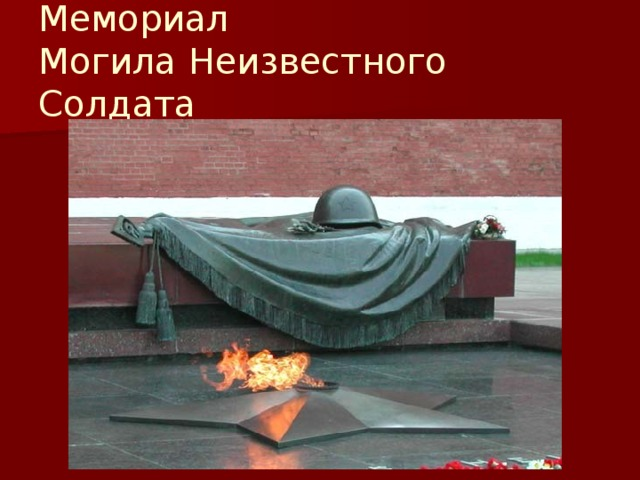 Мемориал
Могила Неизвестного
Солдата